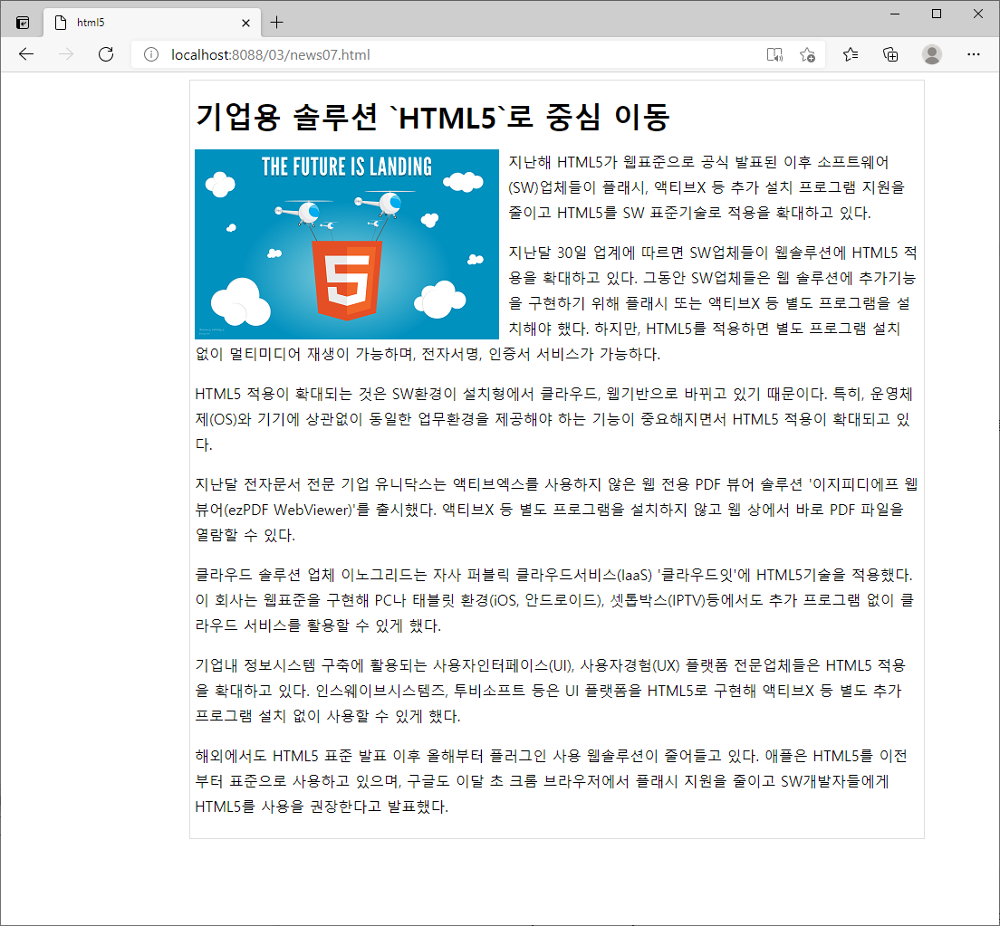 html5
localhost:8088/03/news07.html
기업용 솔루션 `HTML5`로 중심 이동
THE FUTURE IS LANDING
5
지난해 HTML5가 웹표준으로 공식 발표된 이후 소프트웨어
(SW)업체들이 플래시, 액티브X 등 추가 설치 프로그램 지원을
줄이고 HTML5를 SW 표준기술로 적용을 확대하고 있다.
지난달 30일 업계에 따르면 SW업체들이 웹솔루션에 HTML5 적
용을 확대하고 있다. 그동안 SW업체들은 웹 솔루션에 추가기능
을 구현하기 위해 플래시 또는 액티브X 등 별도 프로그램을 설
치해야 했다. 하지만, HTML5를 적용하면 별도 프로그램 설치
없이 멀티미디어 재생이 가능하며, 전자서명, 인증서 서비스가 가능하다.
HTML5 적용이 확대되는 것은 SW환경이 설치형에서 클라우드, 웹기반으로 바뀌고 있기 때문이다. 특히, 운영체
제(OS)와 기기에 상관없이 동일한 업무환경을 제공해야 하는 기능이 중요해지면서 HTML5 적용이 확대되고 있
다.
지난달 전자문서 전문 기업 유니닥스는 액티브엑스를 사용하지 않은 웹 전용 PDF 뷰어 솔루션 '이지피디에프 웹
뷰어(ezPDF WebViewer)'를 출시했다. 액티브X 등 별도 프로그램을 설치하지 않고 웹 상에서 바로 PDF 파일을
열람할 수 있다.
클라우드 솔루션 업체 이노그리드는 자사 퍼블릭 클라우드서비스(IaaS) '클라우드잇'에 HTML5기술을 적용했다.
이 회사는 웹표준을 구현해 PC나 태블릿 환경(iOS, 안드로이드), 셋톱박스(IPTV)등에서도 추가 프로그램 없이 클
라우드 서비스를 활용할 수 있게 했다.
기업내 정보시스템 구축에 활용되는 사용자인터페이스(UI), 사용자경험(UX) 플랫폼 전문업체들은 HTML5 적용
을 확대하고 있다. 인스웨이브시스템즈, 투비소프트 등은 UI 플랫폼을 HTML5로 구현해 액티브X 등 별도 추가
프로그램 설치 없이 사용할 수 있게 했다.
해외에서도 HTML5 표준 발표 이후 올해부터 플러그인 사용 웹솔루션이 줄어들고 있다. 애플은 HTML5를 이전
부터 표준으로 사용하고 있으며, 구글도 이달 초 크롬 브라우저에서 플래시 지원을 줄이고 SW개발자들에게
HTML5를 사용을 권장한다고 발표했다.